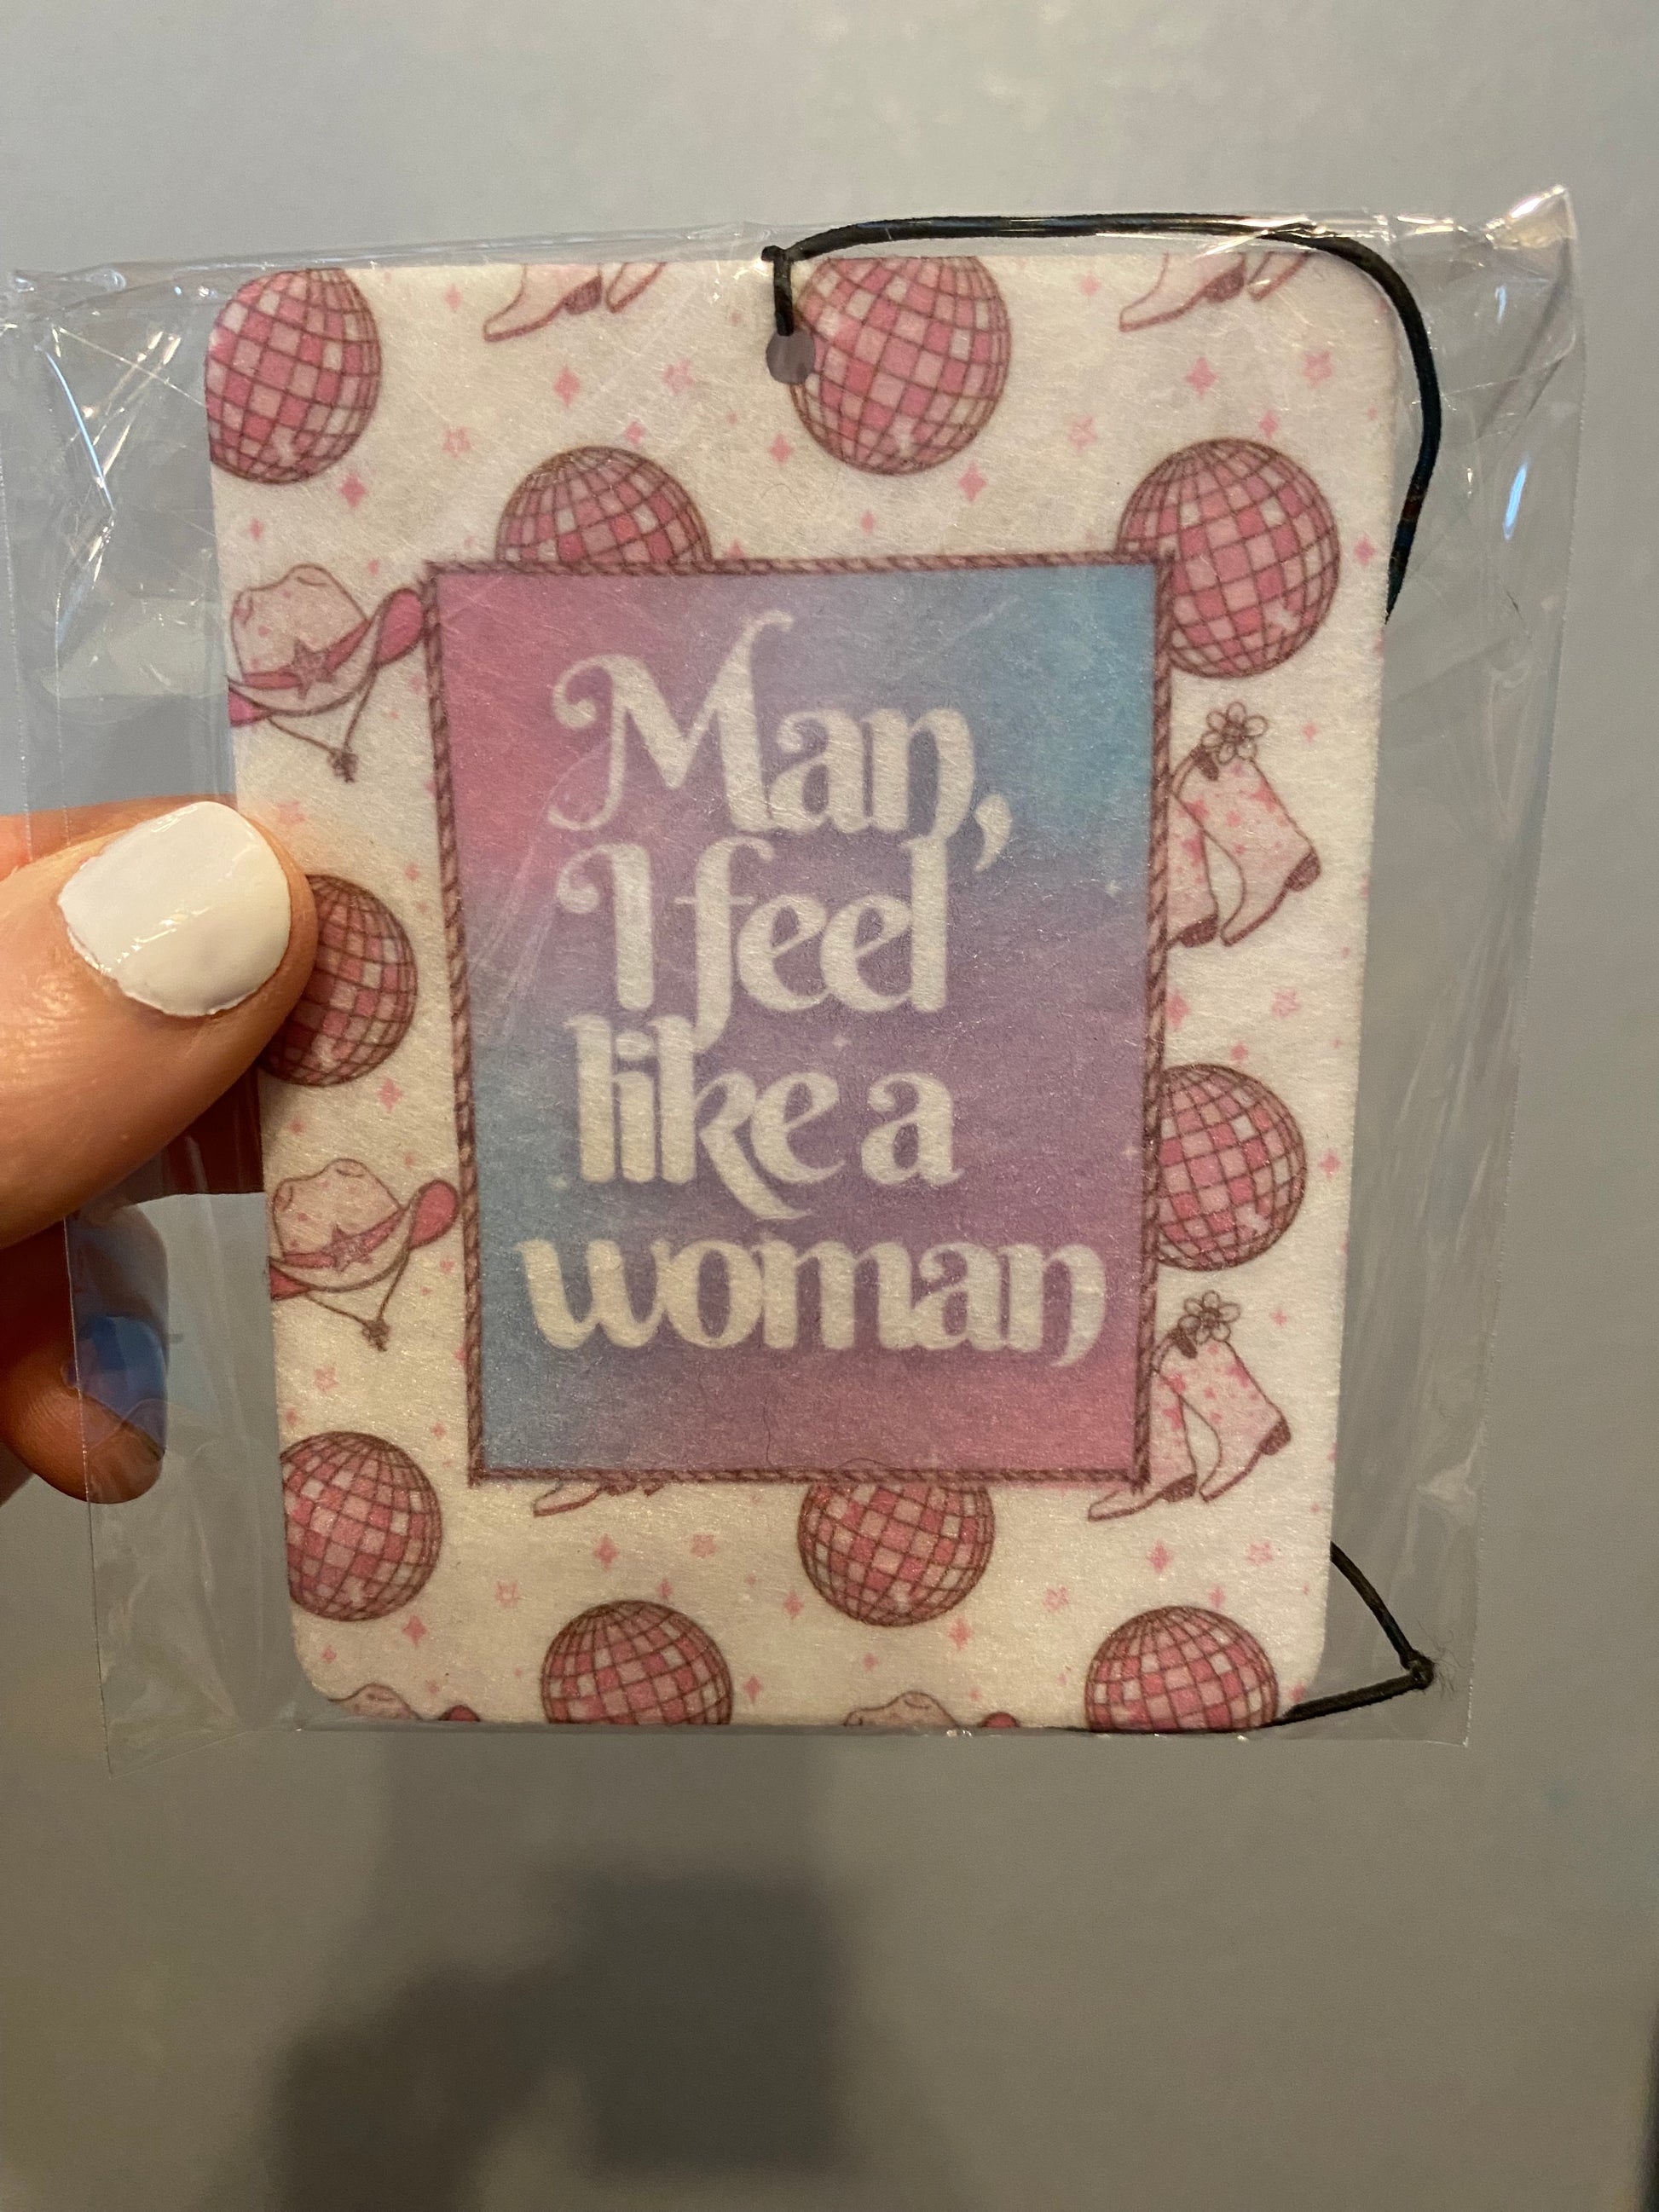 Man,
I feel
like a
woman